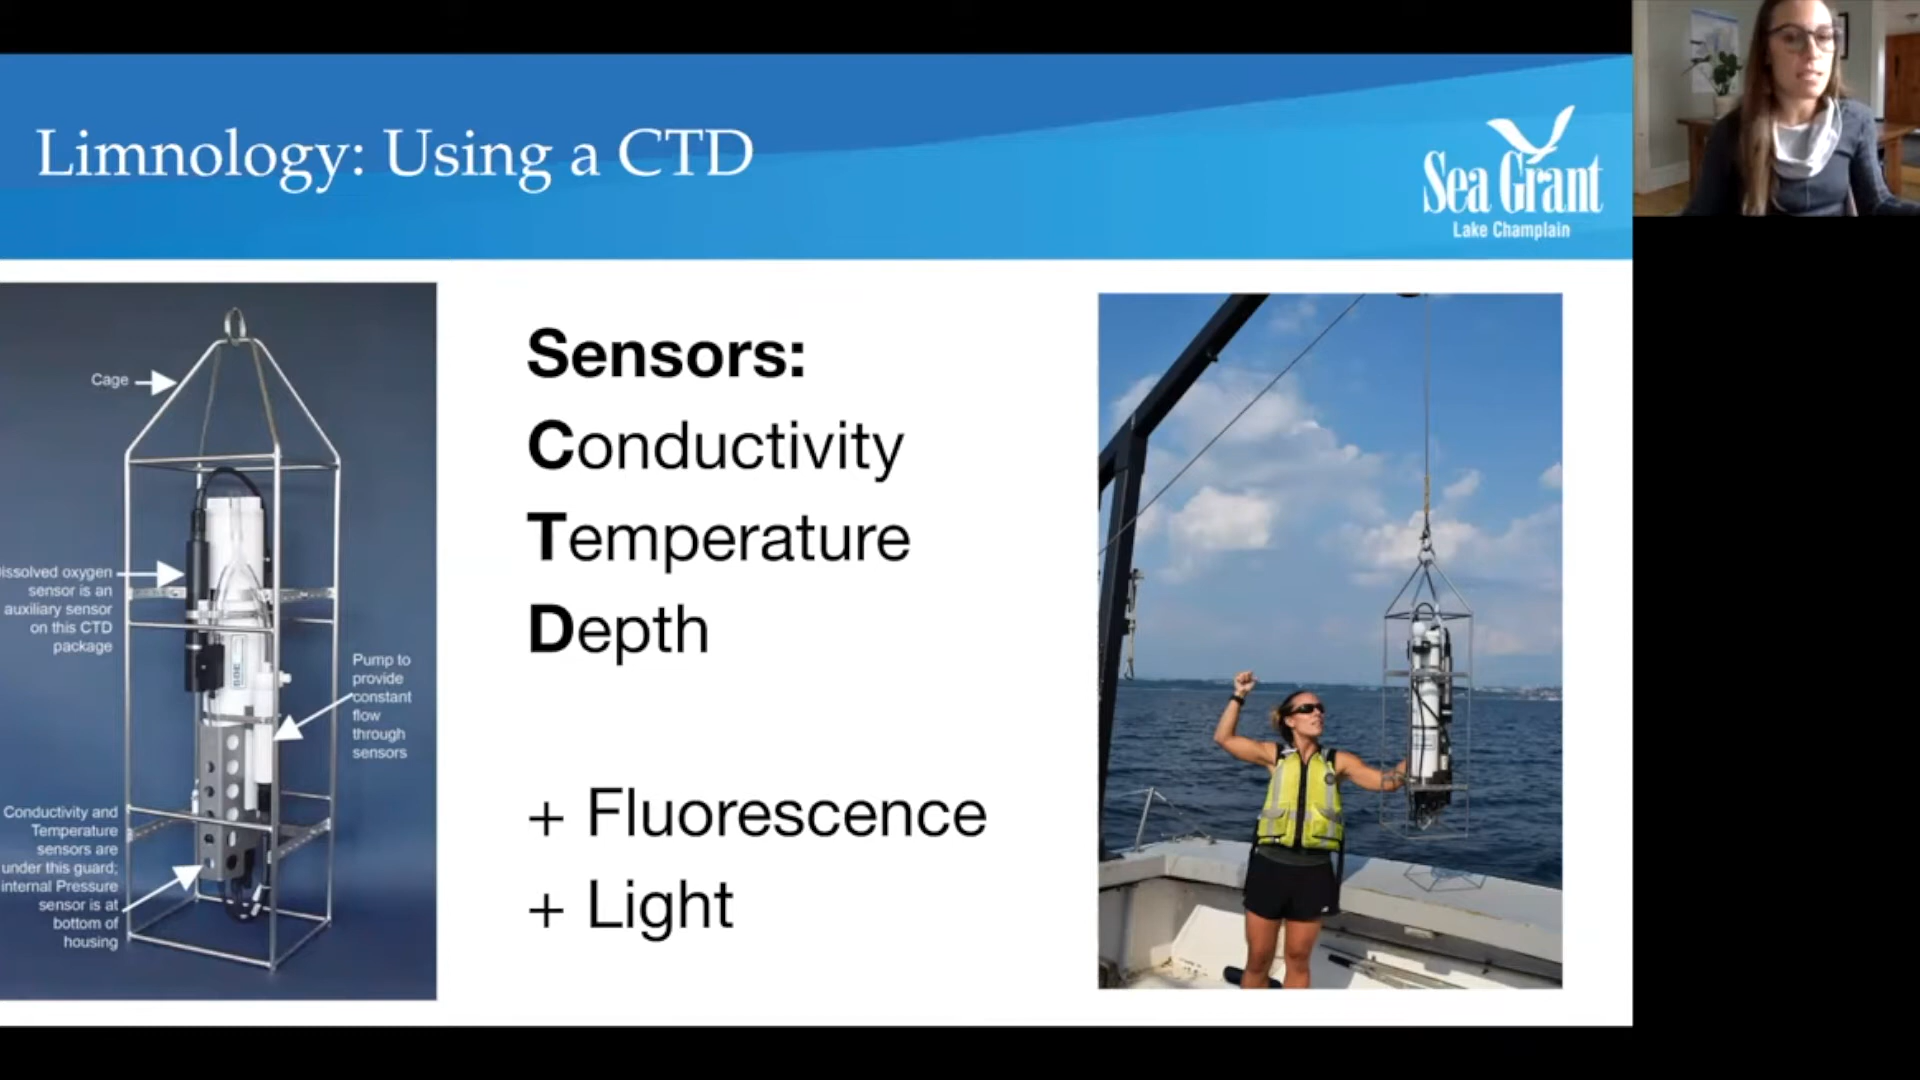 Limnology: Using a CTD
Sea Grant
Lake Champlain
Cage
issolved oxygen
sensor is an
auxiliary sensor
on this CTD
package
Pump to
provide
constant
flow
through
sensors
Conductivity and
Temperature
sensors are
under this guard;
internal Pressure
sensor is at
bottom of
housing
SBE
Sensors:
Conductivity
Temperature
Depth
+ Fluorescence
+ Light